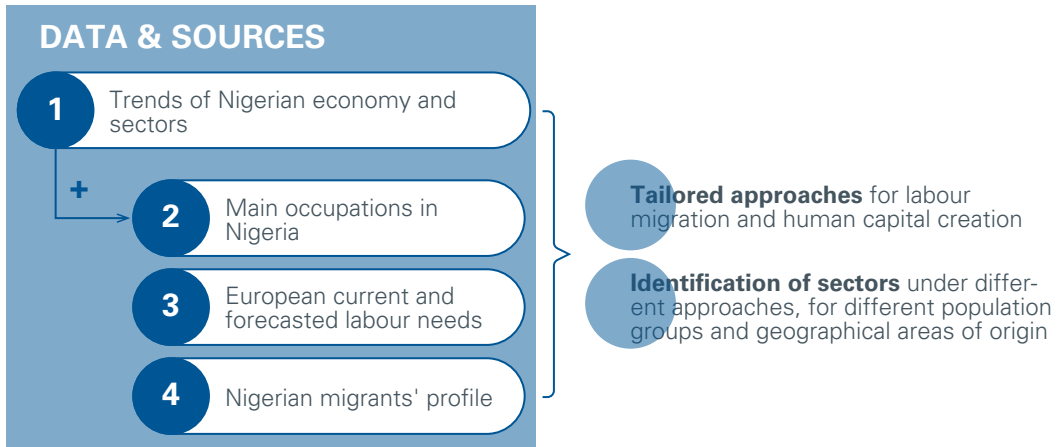 DATA & SOURCES
1
Trends of Nigerian economy and
sectors
+
2
Main occupations in
Nigeria
3
European current and
forecasted labour needs
4
Nigerian migrants' profile
Tailored approaches for labour
migration and human capital creation
Identification of sectors under differ-
ent approaches, for different population
groups and geographical areas of origin